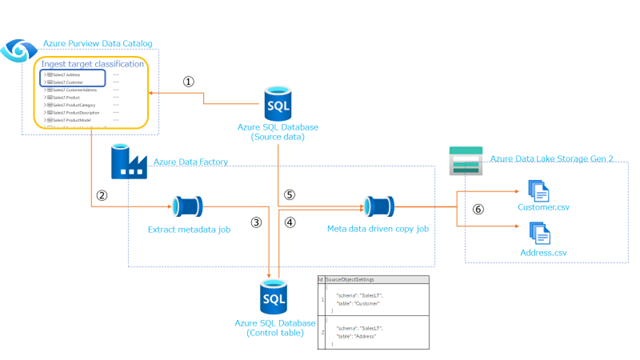 Azure Purview Data Catalog
Ingest target classification
SalesLT.Address
SalesLT.Customer
SalesLT.CustomerAddress
SalesLT.Product
SalesLT.ProductCategory
SalesLT.ProductDescription
SalesLT.ProductModel
①
SQL
Azure SQL Database
(Source data)
Azure Data Factory
Azure Data Lake Storage Gen 2
②
⑤
Extract metadata job
③
④
Meta data driven copy job
⑥
Customer.csv
Address.csv
SQL
Azure SQL Database
(Control table)
Id SourceObjectSettings
{
1 "schema": "SalesLT",
"table": "Customer"
}
{
2 "schema": "SalesLT",
"table": "Address"
}